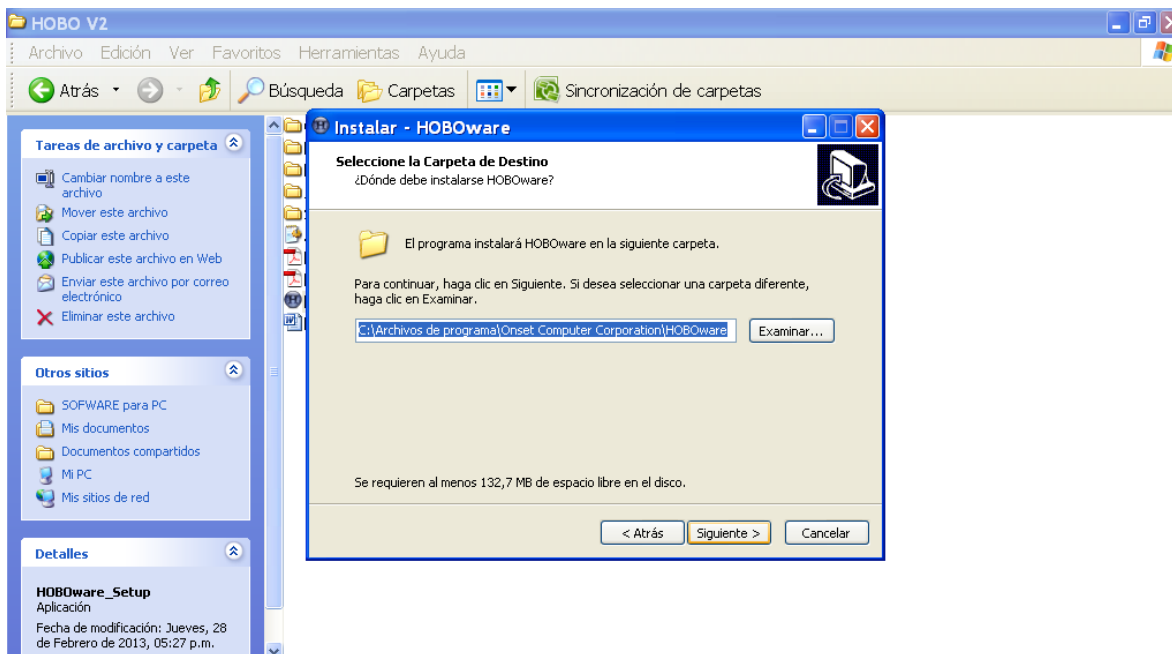 HOBO V2
Archivo Edición Ver Favoritos Herramientas Ayuda
Atrás Búsqueda Carpetas Sincronización de carpetas
Tareas de archivo y carpeta
Cambiar nombre a este
archivo
Mover este archivo
Copiar este archivo
Publicar este archivo en Web
Enviar este archivo por correo
electrónico
Eliminar este archivo
Otros sitios
SOFWARE para PC
Mis documentos
Documentos compartidos
Mi PC
Mis sitios de red
Detalles
HOBOware_Setup
Aplicación
Fecha de modificación: Jueves, 28
de Febrero de 2013, 05:27 p.m.
Instalar - HOBOware
Seleccione la Carpeta de Destino
¿Dónde debe instalarse HOBOware?
El programa instalará HOBOware en la siguiente carpeta.
Para continuar, haga clic en Siguiente. Si desea seleccionar una carpeta diferente,
haga clic en Examinar.
C:\Archivos de programa\Onset Computer Corporation\HOBOware
Examinar...
Se requieren al menos 132,7 MB de espacio libre en el disco.
< Atrás Siguiente > Cancelar